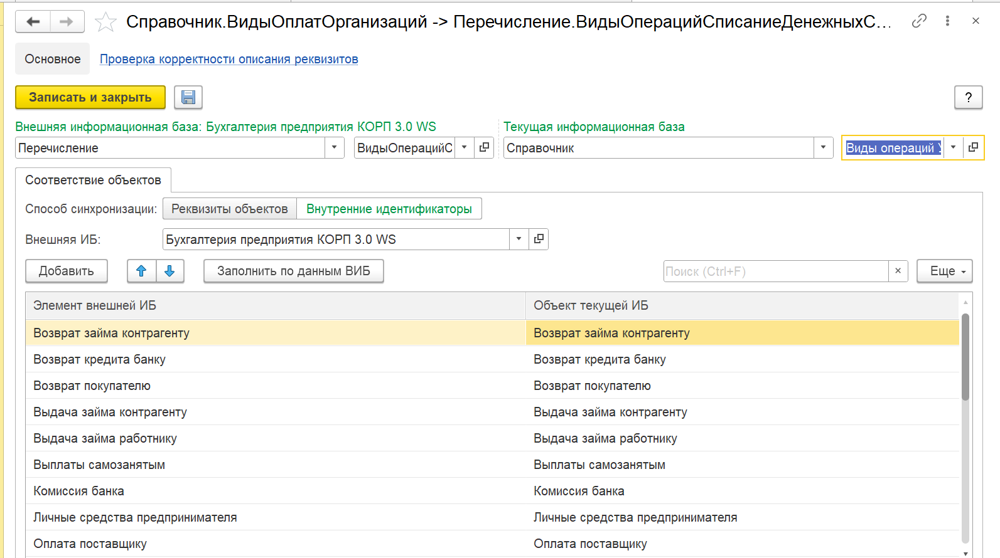 Справочник.ВидыОплатОрганизаций -> Перечисление.ВидыОперацийСписаниеДенежныхС...
Основное Проверка корректности описания реквизитов
Записать и закрыть ?
Внешняя информационная база: Бухгалтерия предприятия КОРП 3.0 WS Текущая информационная база
Перечисление ВидыОпераций Справочник Виды операций
Соответствие объектов
Способ синхронизации: Реквизиты объектов Внутренние идентификаторы
Внешняя ИБ: Бухгалтерия предприятия КОРП 3.0 WS
Добавить Заполнить по данным ВИБ Поиск (Ctrl+F) × Еще
Элемент внешней ИБ Объект текущей ИБ
Возврат займа контрагенту Возврат займа контрагенту
Возврат кредита банку Возврат кредита банку
Возврат покупателю Возврат покупателю
Выдача займа контрагенту Выдача займа контрагенту
Выдача займа работнику Выдача займа работнику
Выплаты самозанятым Выплаты самозанятым
Комиссия банка Комиссия банка
Личные средства предпринимателя Личные средства предпринимателя
Оплата поставщику Оплата поставщику